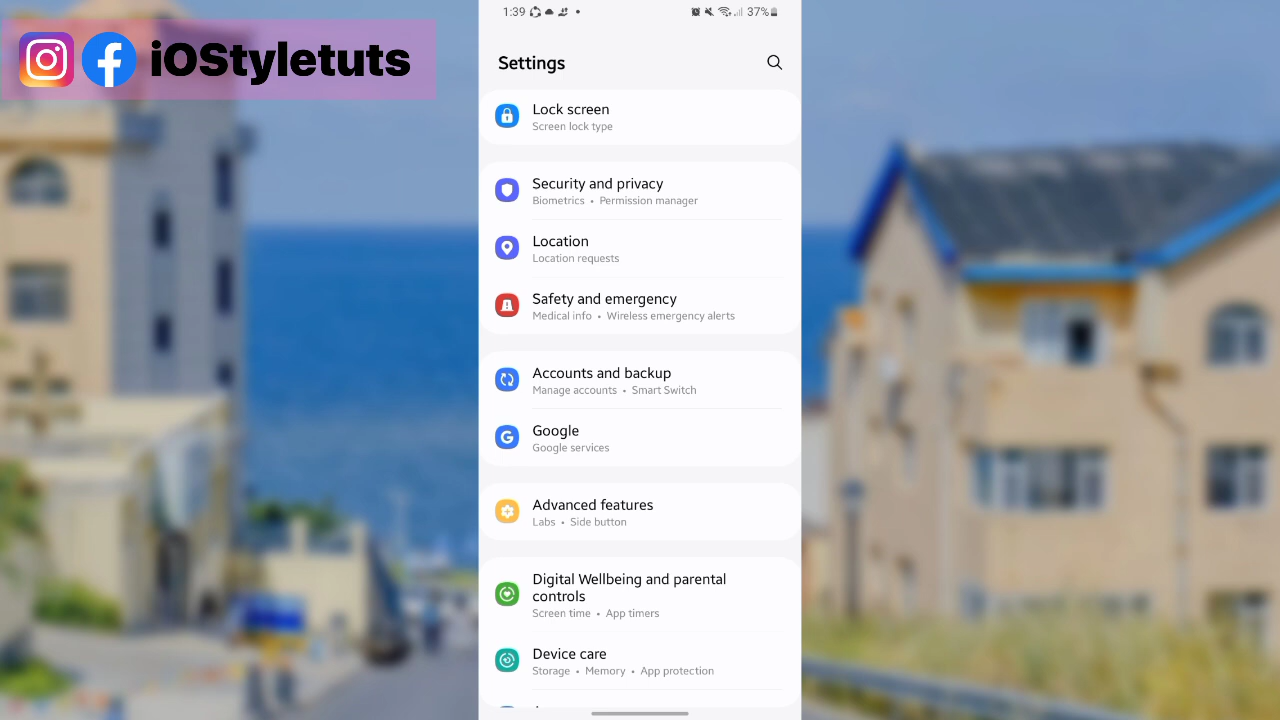 iOStyletuts
1:39
37%
Settings
Lock screen
Screen lock type
Security and privacy
Biometrics • Permission manager
Location
Location requests
Safety and emergency
Medical info • Wireless emergency alerts
Accounts and backup
Manage accounts • Smart Switch
Google
Google services
Advanced features
Labs • Side button
Digital Wellbeing and parental
controls
Screen time • App timers
Device care
Storage • Memory • App protection